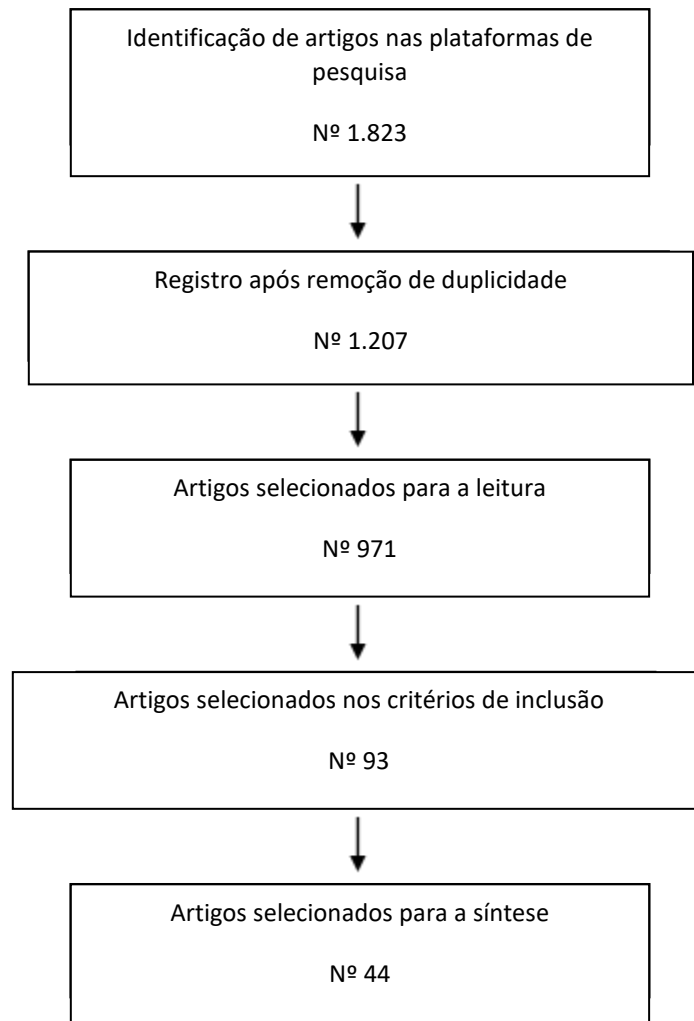 Identificação de artigos nas plataformas de
pesquisa
Nº 1.823
Registro após remoção de duplicidade
Nº 1.207
Artigos selecionados para a leitura
Nº 971
Artigos selecionados nos critérios de inclusão
Nº 93
Artigos selecionados para a síntese
Nº 44